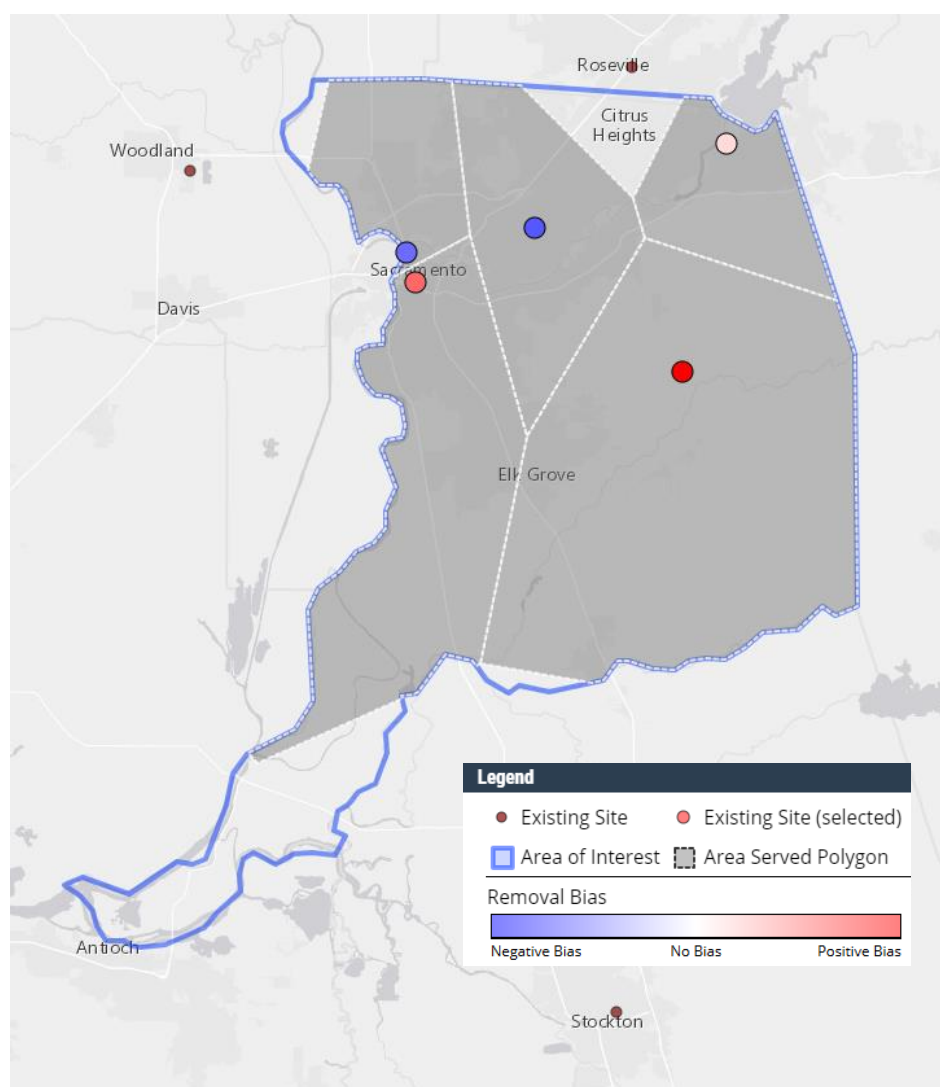 Roseville
Citrus
Heights
Woodland
Sacramento
Davis
Elk Grove
Legend
Existing Site
Existing Site (selected)
Area of Interest
Area Served Polygon
Removal Bias
Negative Bias
No Bias
Positive Bias
Antioch
Stockton